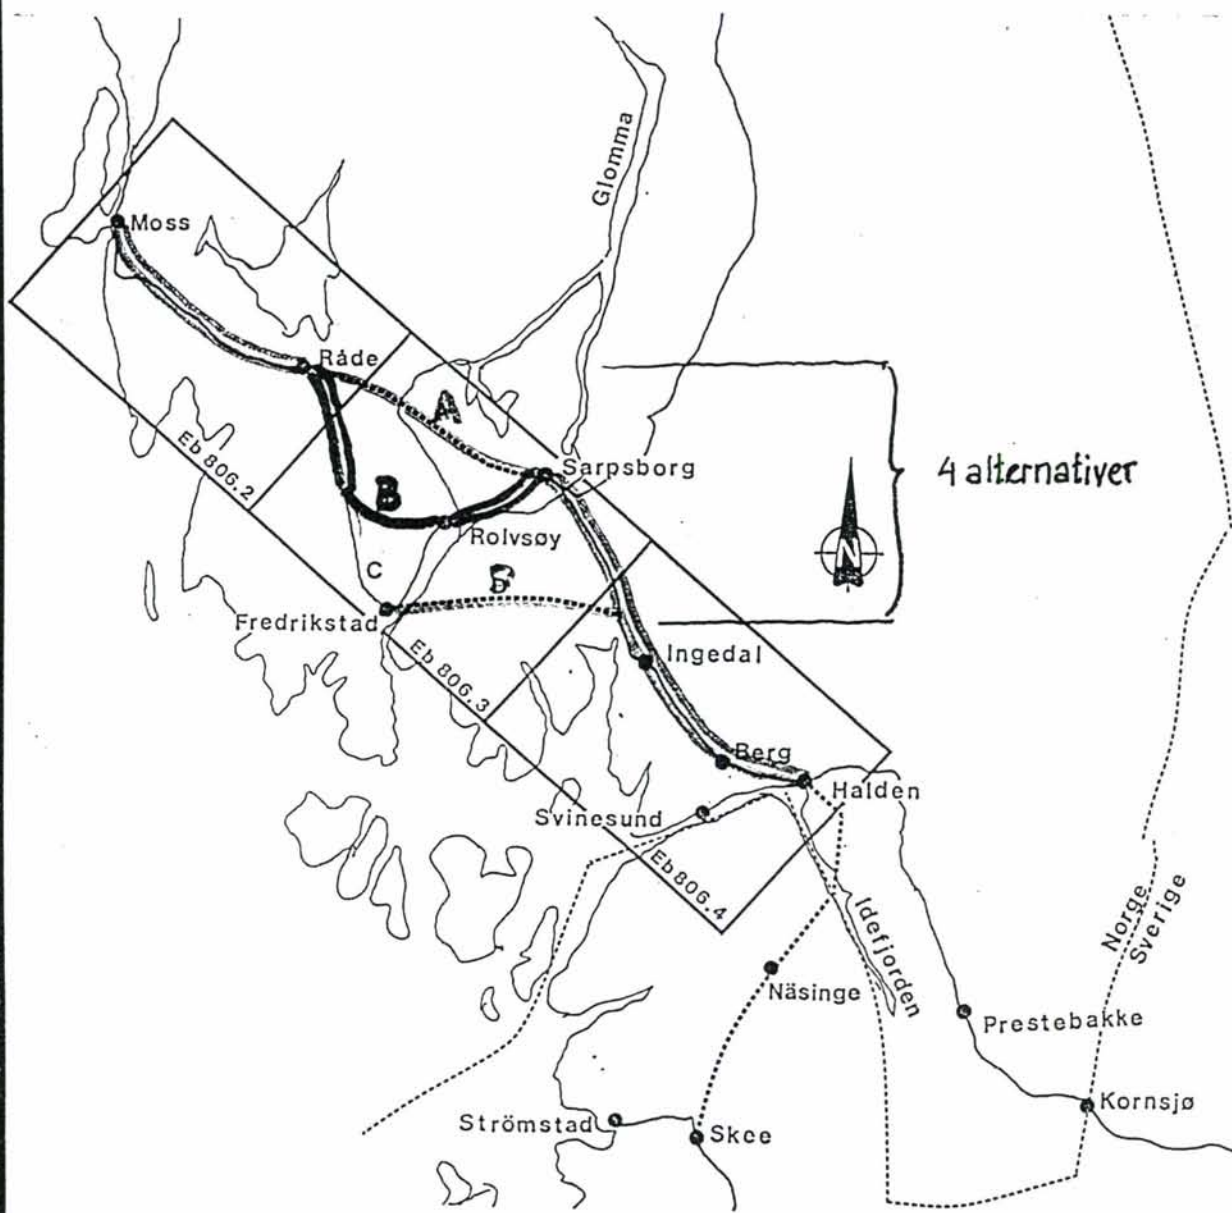 Glomma
Moss
Råde
A
Eb 806.2
Sarpsborg
4 alternativer
B
N
Rolvsøy
C
Fredrikstad
Eb 806.3
Ingedal
Berg
Halden
Svinesund
Eb 806.4
Idefjorden
Norge
Sverige
Näsinge
Prestebakke
Kornsjø
Strömstad
Skee